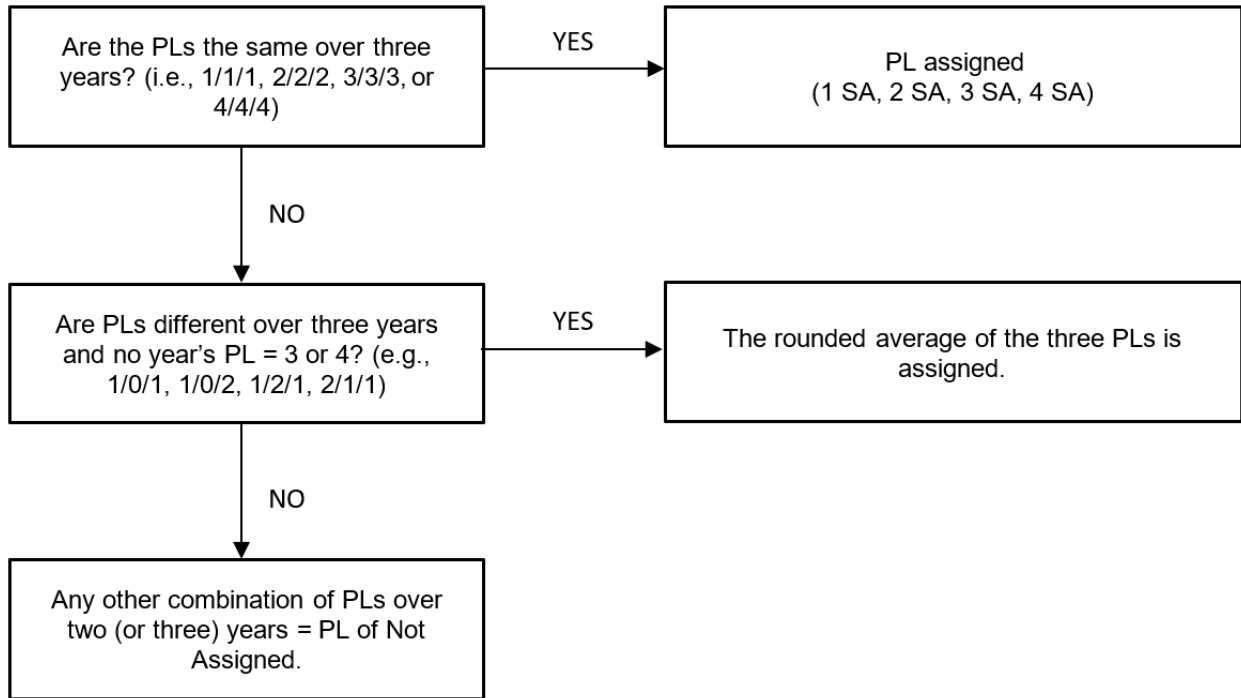 Are the PLs the same over three
years? (i.e., 1/1/1, 2/2/2, 3/3/3, or
4/4/4)
YES
PL assigned
(1 SA, 2 SA, 3 SA, 4 SA)
NO
Are PLs different over three years
and no year's PL = 3 or 4? (e.g.,
1/0/1, 1/0/2, 1/2/1, 2/1/1)
YES
The rounded average of the three PLs is
assigned.
NO
Any other combination of PLs over
two (or three) years = PL of Not
Assigned.